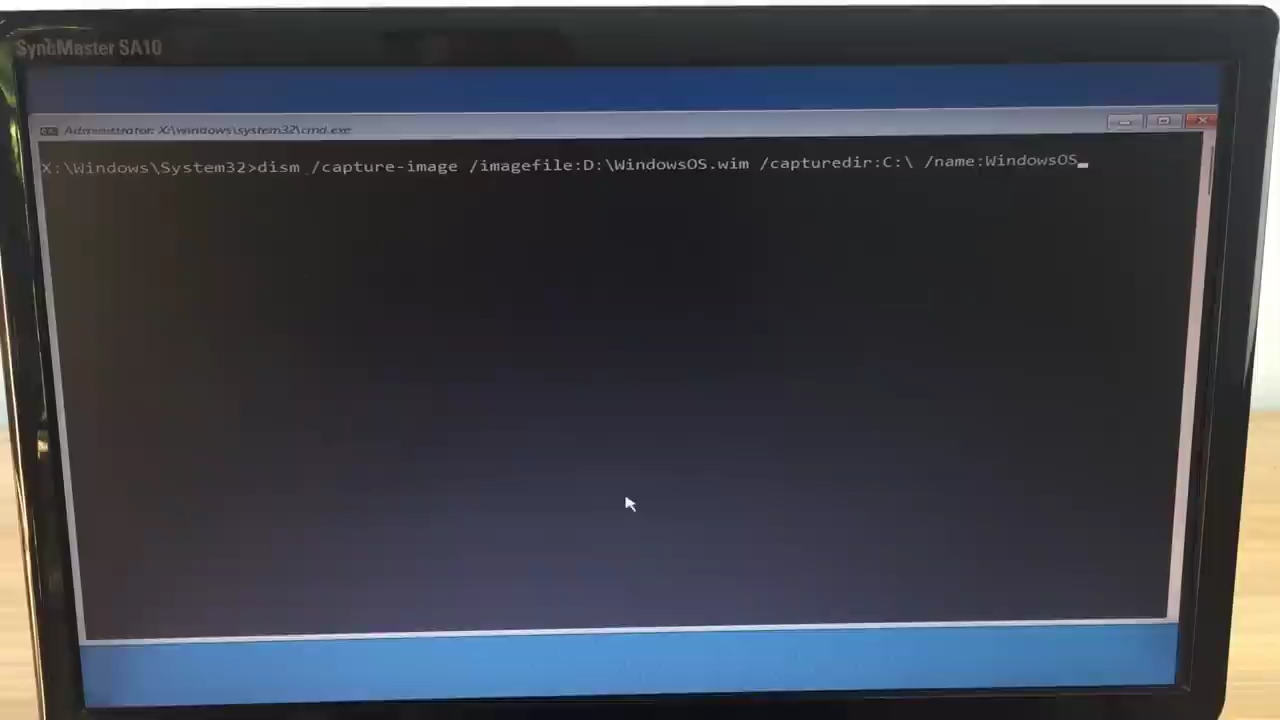 SyncMaster SA10
Administrator: X:\windows\system32\cmd.exe
X:\Windows\System32>dism /capture-image /imagefile:D:\WindowsOS.wim /capturedir:C:\ /name:WindowsOS